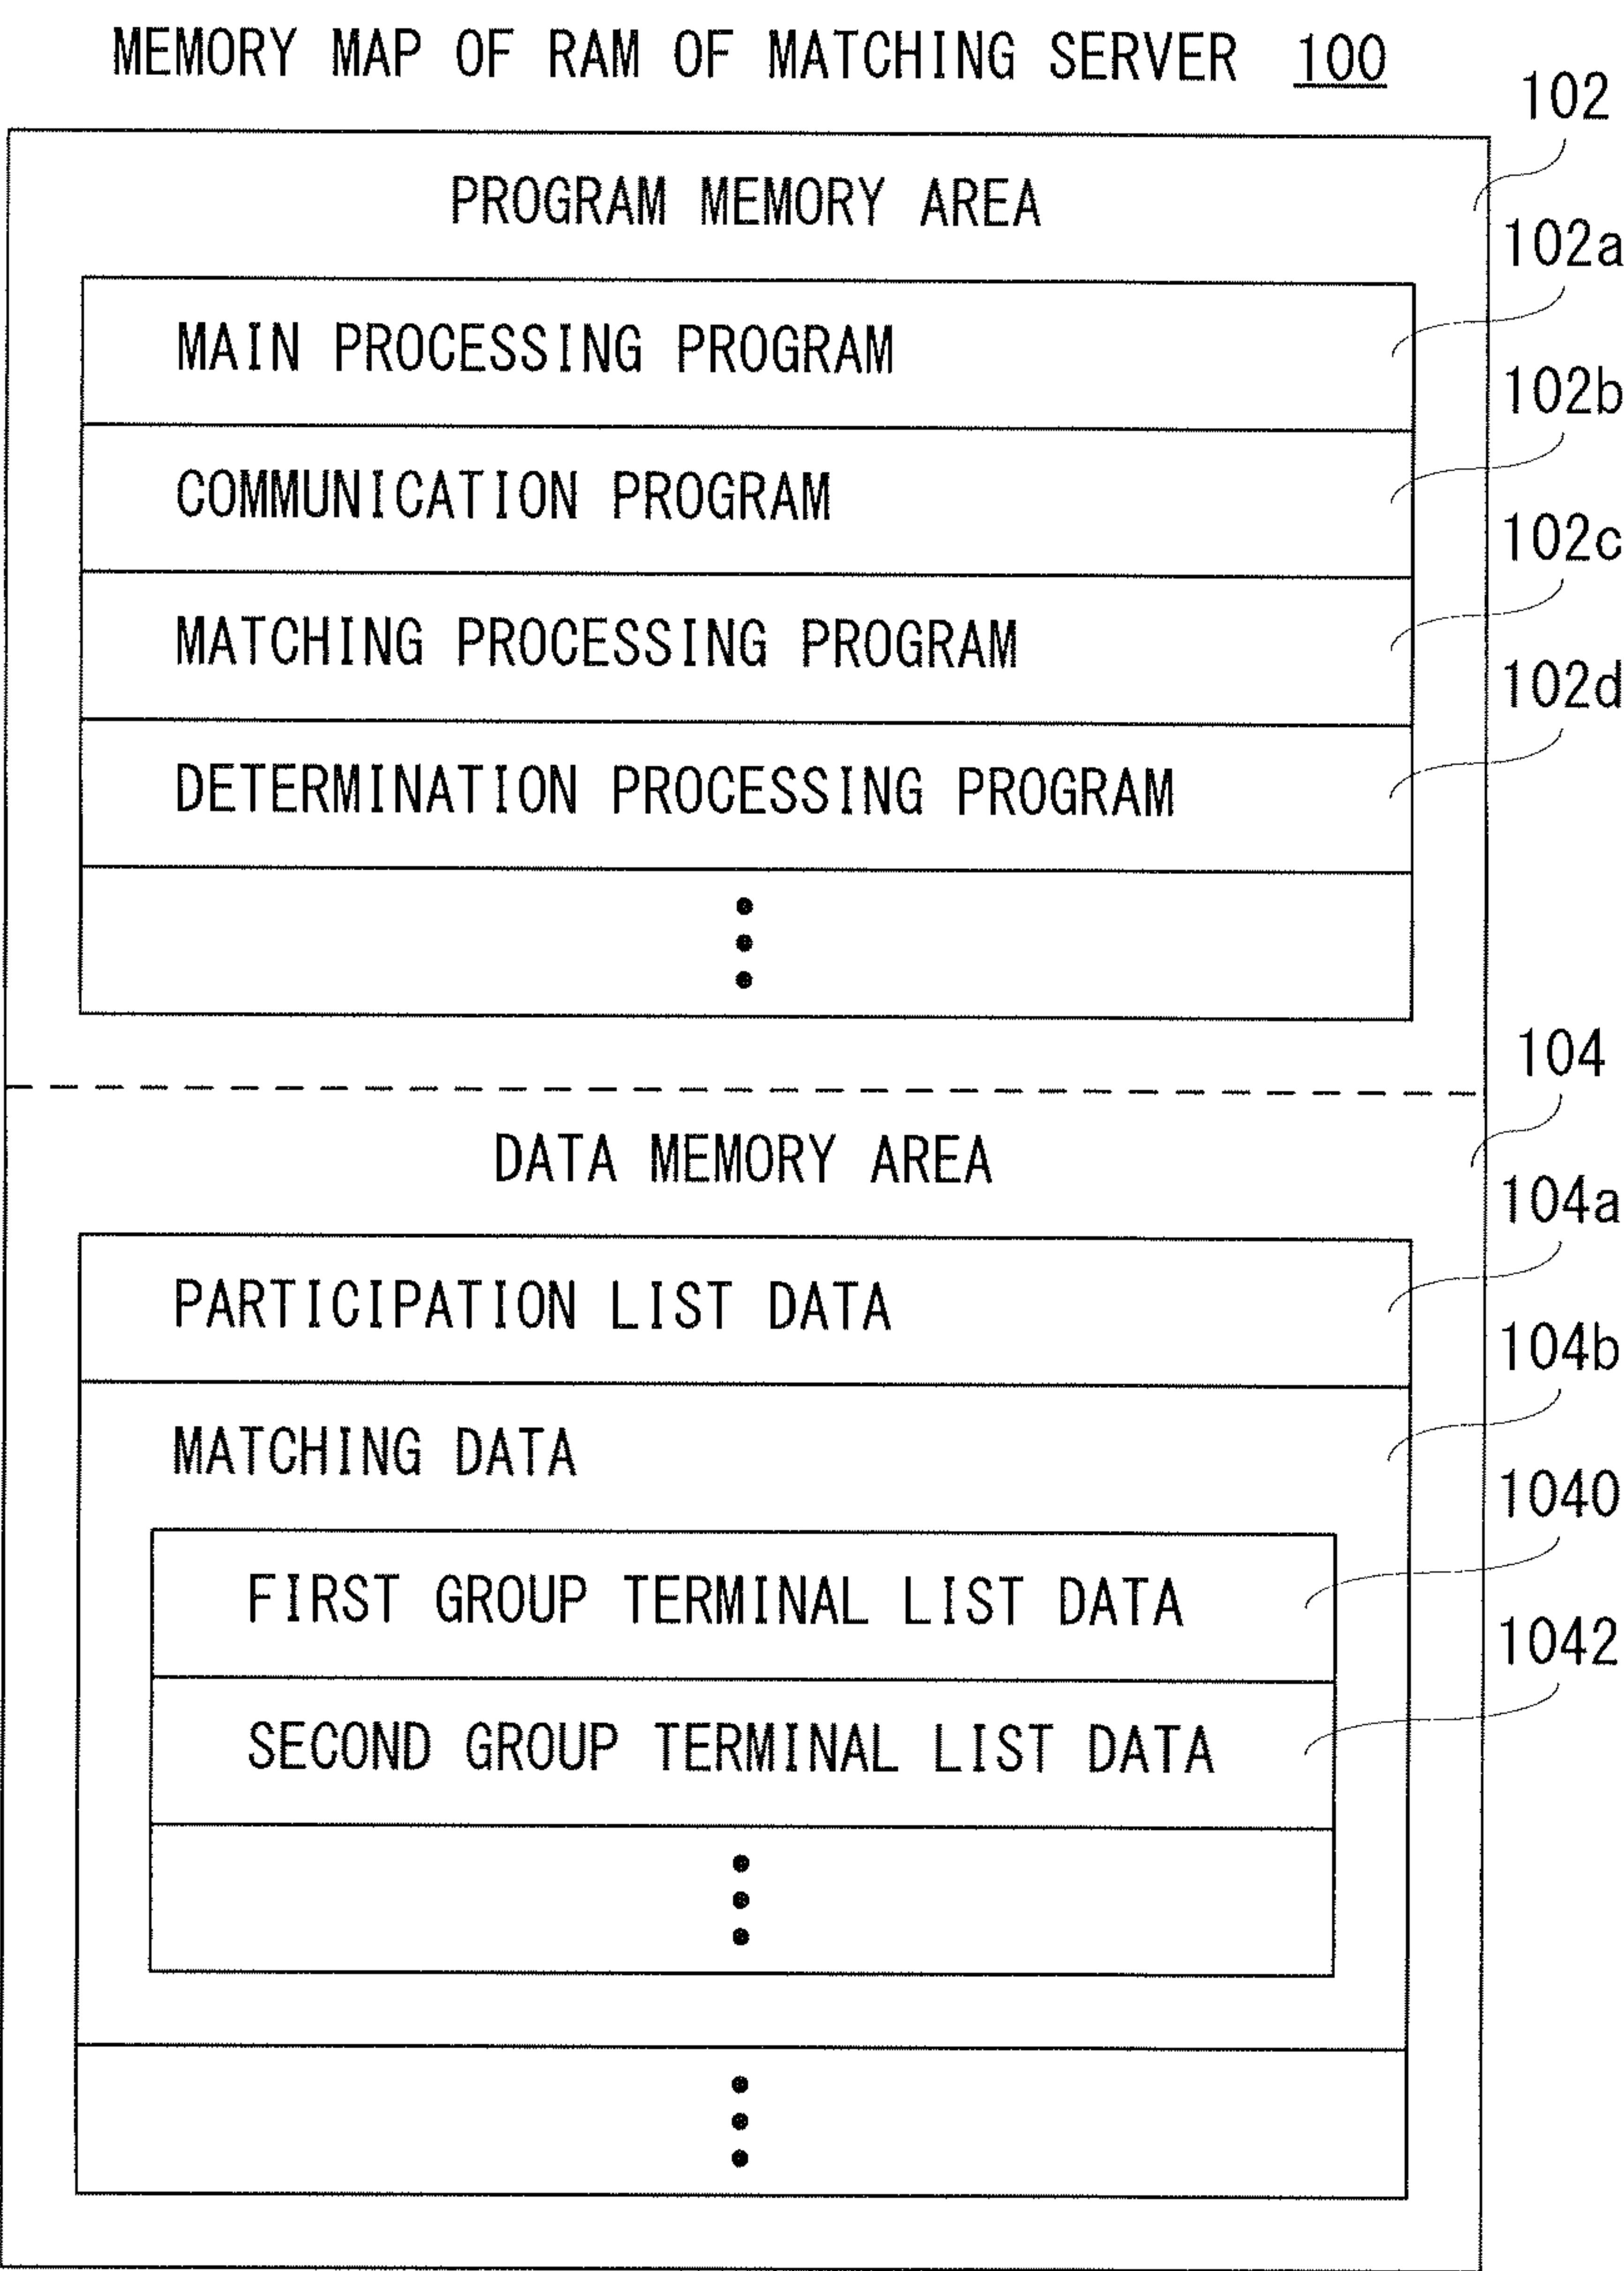 MEMORY MAP OF RAM OF MATCHING SERVER 100
102
PROGRAM MEMORY AREA
102a
MAIN PROCESSING PROGRAM
102b
COMMUNICATION PROGRAM
102c
MATCHING PROCESSING PROGRAM
102d
DETERMINATION PROCESSING PROGRAM
104
DATA MEMORY AREA
104a
PARTICIPATION LIST DATA
104b
MATCHING DATA
1040
FIRST GROUP TERMINAL LIST DATA
1042
SECOND GROUP TERMINAL LIST DATA